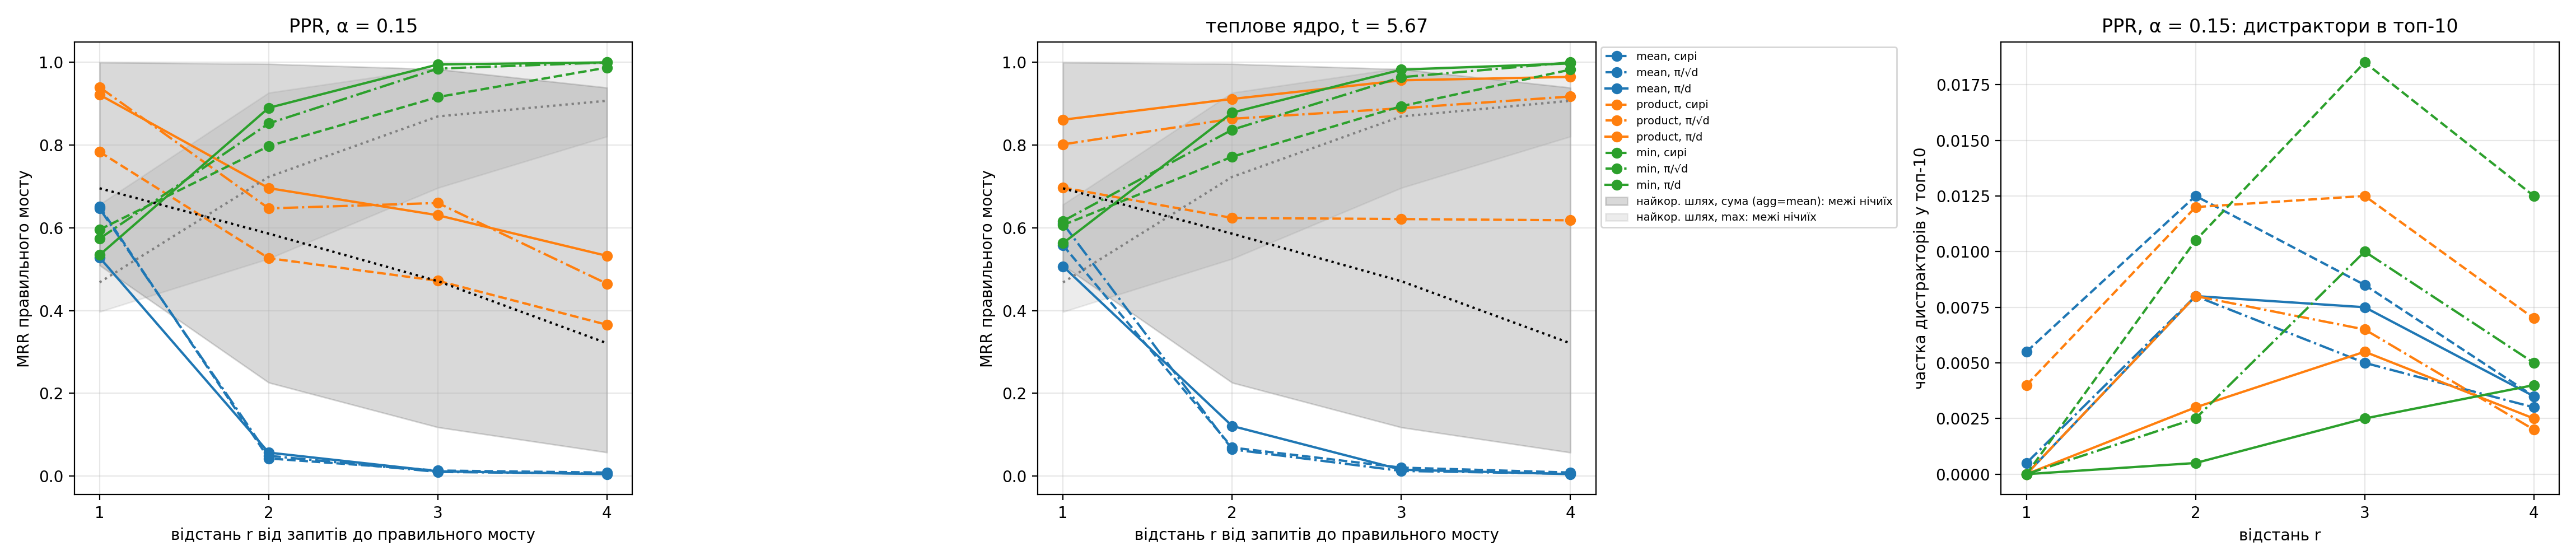 PPR, α = 0.15
MRR правильного мосту
1.0
0.8
0.6
0.4
0.2
0.0
1 2 3 4
відстань r від запитів до правильного мосту
теплове ядро, t = 5.67
MRR правильного мосту
1.0
0.8
0.6
0.4
0.2
0.0
1 2 3 4
відстань r від запитів до правильного мосту
mean, сирі
mean, π/√d
mean, π/d
product, сирі
product, π/√d
product, π/d
min, сирі
min, π/√d
min, π/d
найкор. шлях, сума (agg=mean): межі нічиїх
найкор. шлях, max: межі нічиїх
PPR, α = 0.15: дистрактори в топ-10
частка дистракторів у топ-10
0.0175
0.0150
0.0125
0.0100
0.0075
0.0050
0.0025
0.0000
1 2 3 4
відстань r